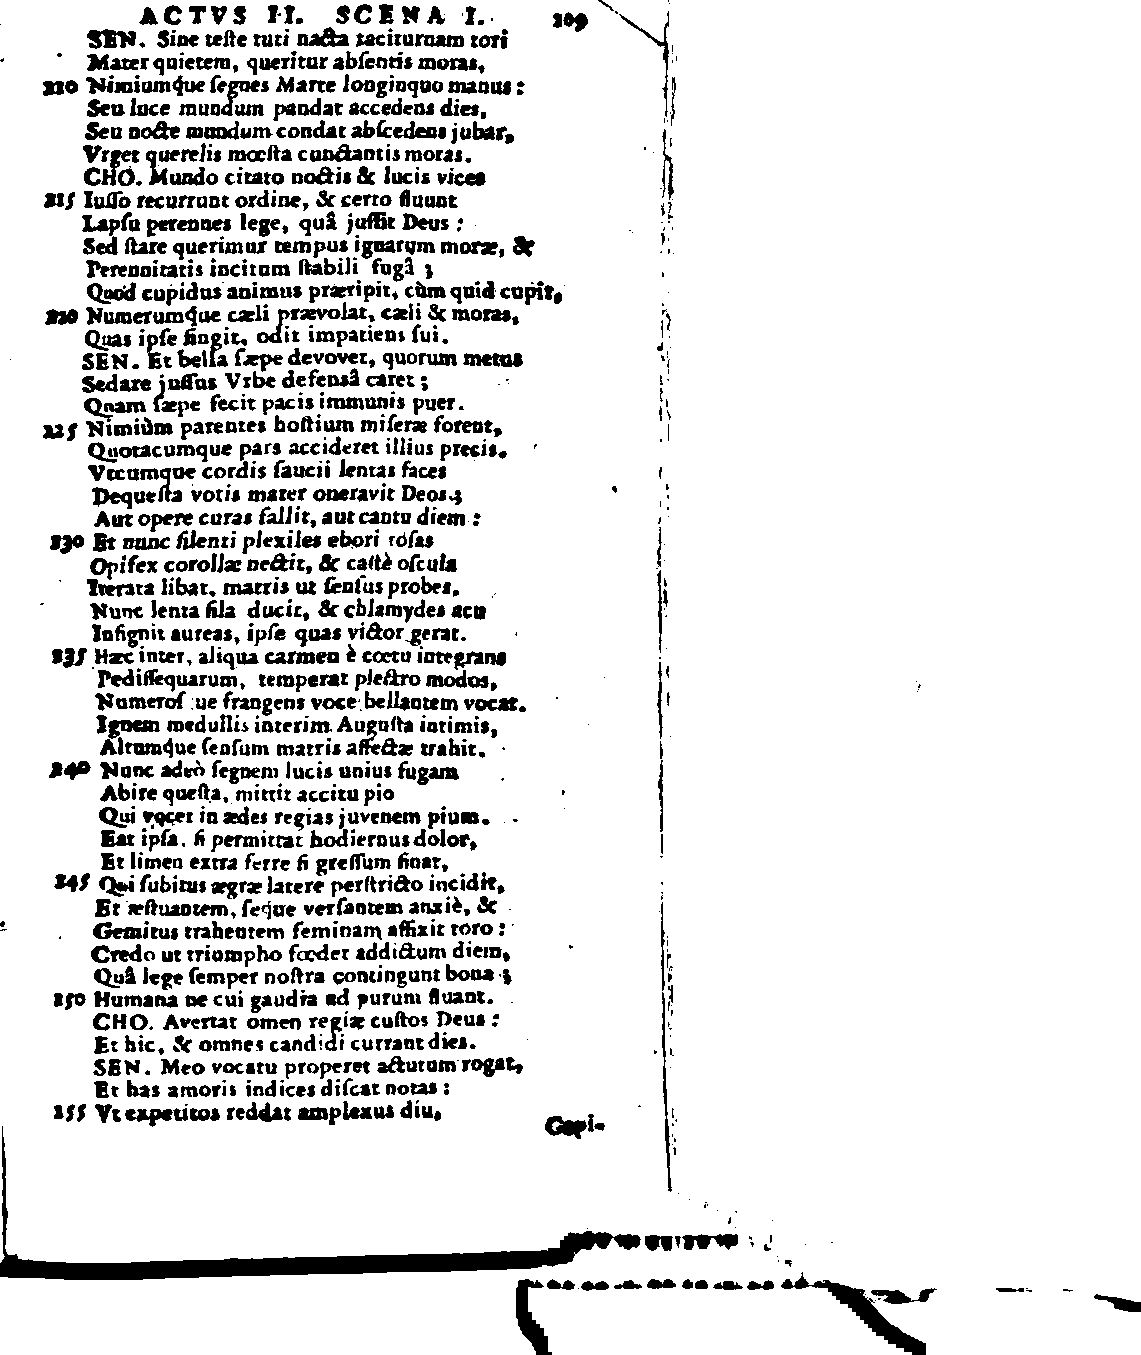 ACTVS II. SCENA I. 209
SEN. Sine teſte tuti nacta taciturnam tori
Mater quietem, queritur abſentis moras,
210 Nimiumq́ue ſegnes Marte longinquo manus:
Seu luce mundum pandat accedens dies,
Seu nocte mundum condat abſcedens jubar,
Vrget querelis mœſta cunctantis moras.
CHO. Mundo citato noctis & lucis vices
215 Iuſſo recurrunt ordine, & certo fluunt
Lapſu perennes lege, quâ juſſit Deus:
Sed ſtare querimur tempus ignarum moræ, &
Perennitatis incitum ſtabili fugâ;
Quod cupidus animus præripit, cùm quid cupit,
220 Numerumq́ue cæli prævolat, cæli & moras,
Quas ipſe fingit, odit impatiens ſui.
SEN. Et bella ſæpe devovet, quorum metus
Sedare juſſus Vrbe defensâ caret;
Quam ſæpe fecit pacis immunis puer.
225 Nimiùm parentes hoſtium miſeræ forent,
Quotacumque pars accideret illius precis.
Vtcumque cordis ſaucii lentas faces
Dequeſta votis mater oneravit Deos;
Aut opere curas fallit, aut cantu diem:
230 Et nunc ſilenti plexiles ebori roſas
Opifex corollæ nectit, & caſtè oſcula
Iterata libat, matris ut ſenſus probes,
Nunc lenta fila ducit, & chlamydes acu
Inſignit aureas, ipſe quas victor gerat.
235 Hæc inter, aliqua carmen è cœtu integrans
Pediſſequarum, temperat plectro modos,
Numeroſ ue frangens voce bellantem vocat.
Ignem medullis interim Auguſta intimis,
Altumq́ue ſenſum matris affectæ trahit.
240 Nunc adeò ſegnem lucis unius fugam
Abire queſta, mittit accitu pio
Qui vocet in ædes regias juvenem pium.
Eat ipſa, ſi permittat hodiernus dolor,
Et limen extra ferre ſi greſſum ſinat,
245 Qui ſubitus ægræ latere perſtricto incidit,
Et æſtuantem, ſeque verſantem anxiè, &
Gemitus trahentem feminam affixit toro:
Credo ut triumpho fœdet addictum diem,
Quâ lege ſemper noſtra contingunt bona;
250 Humana ne cui gaudia ad purum fluant.
CHO. Avertat omen regiæ cuſtos Deus:
Et hic, & omnes candidi currant dies.
SEN. Meo vocatu properet actutum rogat,
Et has amoris indices diſcat notas:
255 Vt expetitos reddat amplexus diu,
Copi-